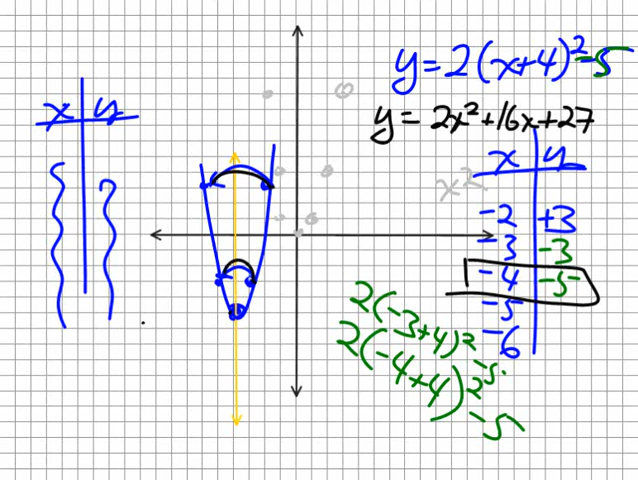 y = 2(x+4)² -5
y = 2x² + 16x + 27
x y
x y
x²
-2 +3
-3 -3
-4 -5
-5
-6
2(-3+4)² -5
2(-4+4)² -5